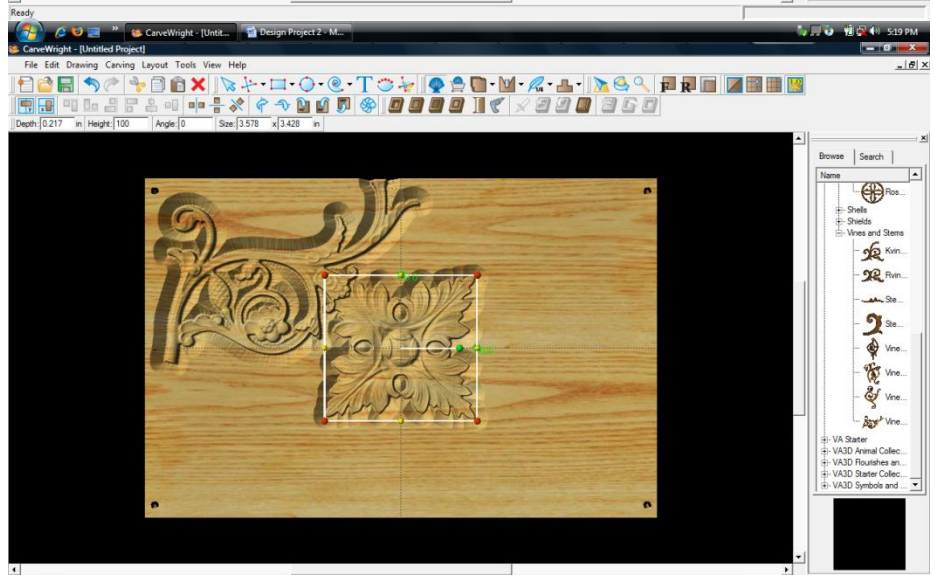 Ready
CarveWright - [Untit...
Design Project 2 - M...
5:19 PM
CarveWright - [Untitled Project]
File Edit Drawing Carving Layout Tools View Help
Depth: 0.217 in Height: 100 Angle: 0 Size: 3.578 x 3.428 in
Browse Search
Name
Ros...
Shells
Shields
Vines and Stems
Kvin...
Rvin...
Ste...
Ste...
Vine...
Vine...
Vine...
Vine...
VA Starter
VA3D Animal Collec...
VA3D Flourishes an...
VA3D Starter Collec...
VA3D Symbols and ...